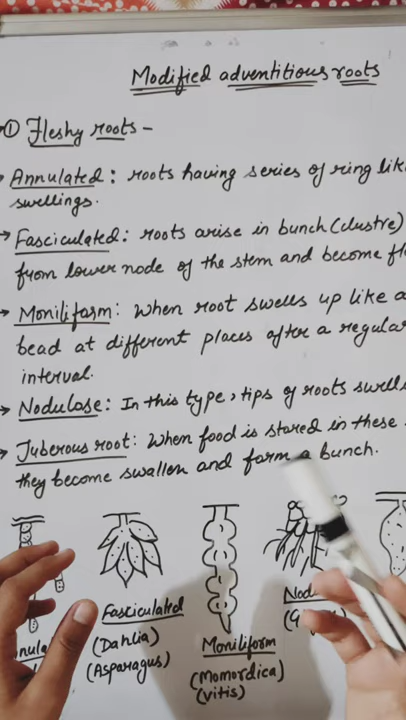 Modified adventitious roots
① Fleshy roots -
Annulated: roots having series of ring like
swellings.
→ Fasciculated: roots arise in bunch (clustre)
from lower node of the stem and become
→ Moniliform: When root swells up like a
bead at different places after a regular
interval.
→ Nodulose: In this type, tips of roots
→ Tuberous root: When food is stored in these
they become swallen and form a bunch.
Fasciculated
(Dahlia)
(Asparagus)
Moniliform
(Momordica)
(Vitis)